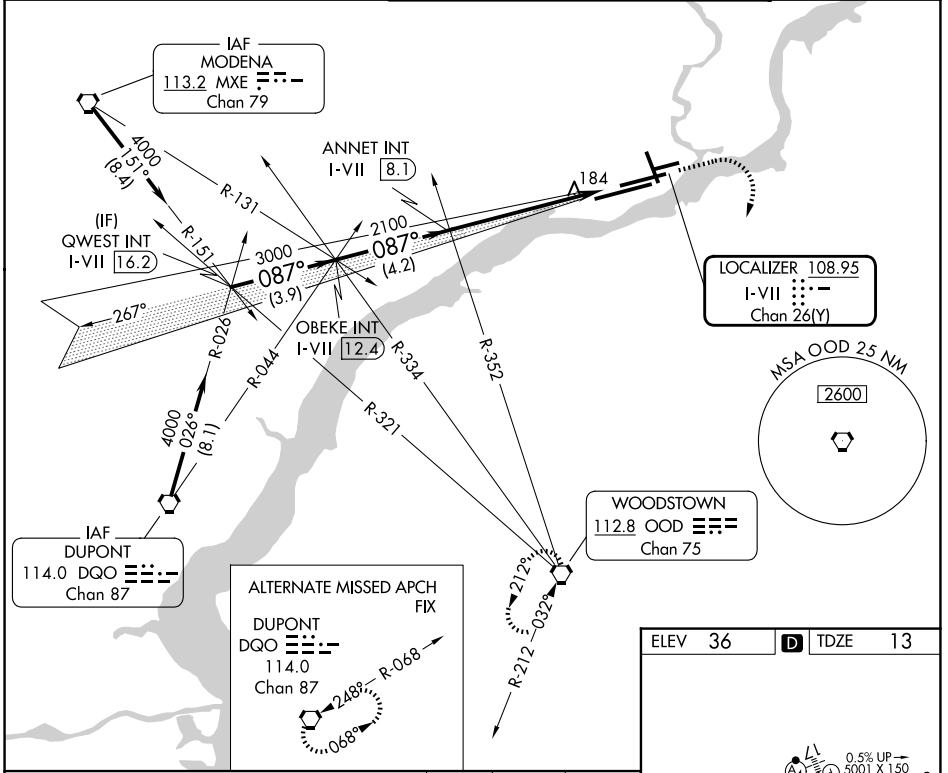 IAF
MODENA
113.2 MXE
Chan 79
4000
151°
(8.4)
R-131
R-151
ANNET INT
I-VII 8.1
184
(IF)
QWEST INT
I-VII 16.2
3000
087°
(3.9)
2100
087°
(4.2)
267°
R-026
R-044
OBEKE INT
I-VII 12.4
R-334
R-352
R-321
LOCALIZER 108.95
I-VII
Chan 26(Y)
MSA OOD 25 NM
2600
4000
026°
(8.1)
IAF
DUPONT
114.0 DQO
Chan 87
WOODSTOWN
112.8 OOD
Chan 75
212°
032°
R-212
ALTERNATE MISSED APCH
FIX
DUPONT
DQO
114.0
Chan 87
248°
R-068
068°
ELEV 36 D TDZE 13
17
0.5% UP
5001 X 150